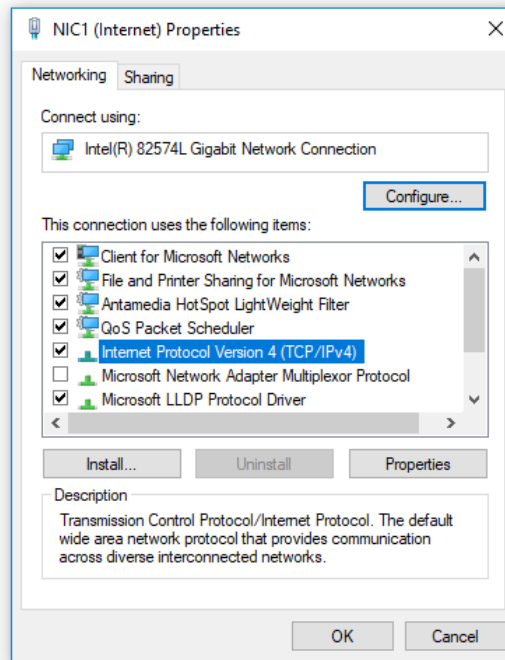 NIC1 (Internet) Properties
Networking
Sharing
Connect using:
Intel(R) 82574L Gigabit Network Connection
Configure...
This connection uses the following items:
Client for Microsoft Networks
File and Printer Sharing for Microsoft Networks
Antamedia HotSpot LightWeight Filter
QoS Packet Scheduler
Internet Protocol Version 4 (TCP/IPv4)
Microsoft Network Adapter Multiplexor Protocol
Microsoft LLDP Protocol Driver
Install...
Uninstall
Properties
Description
Transmission Control Protocol/Internet Protocol. The default
wide area network protocol that provides communication
across diverse interconnected networks.
OK
Cancel